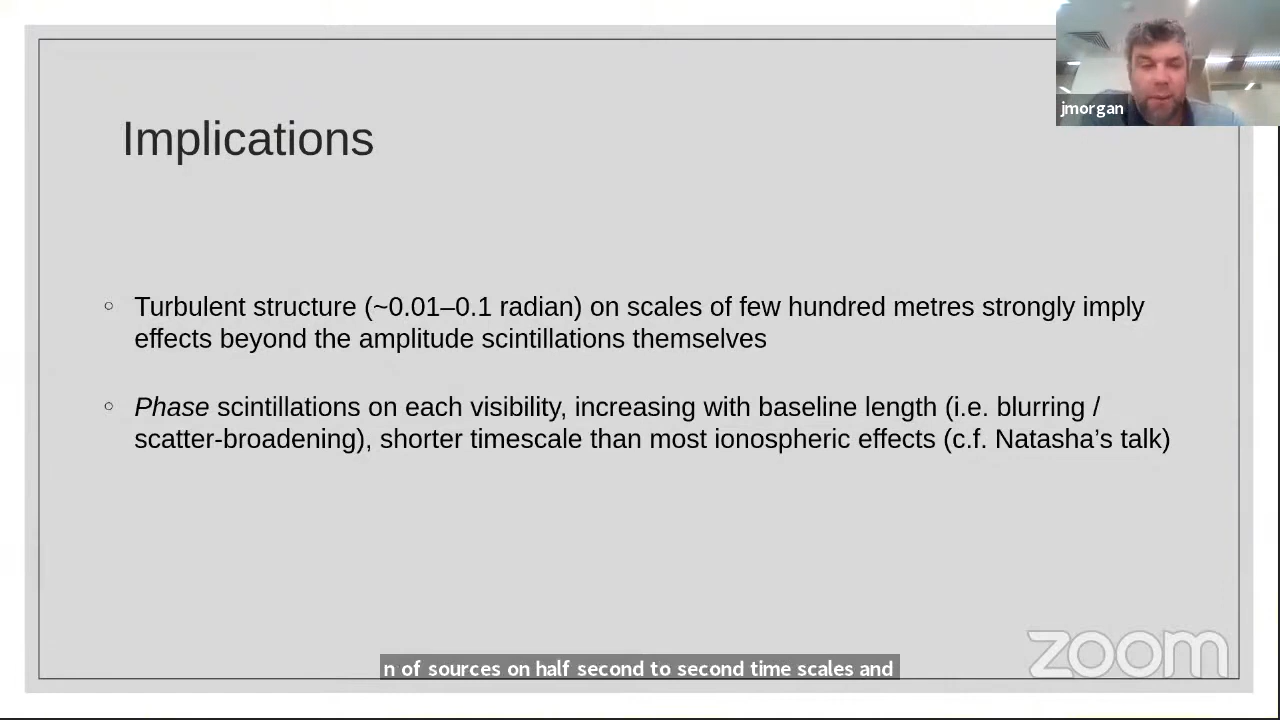 jmorgan
Implications
Turbulent structure (~0.01–0.1 radian) on scales of few hundred metres strongly imply
effects beyond the amplitude scintillations themselves
Phase scintillations on each visibility, increasing with baseline length (i.e. blurring /
scatter-broadening), shorter timescale than most ionospheric effects (c.f. Natasha’s talk)
zoom
n of sources on half second to second time scales and